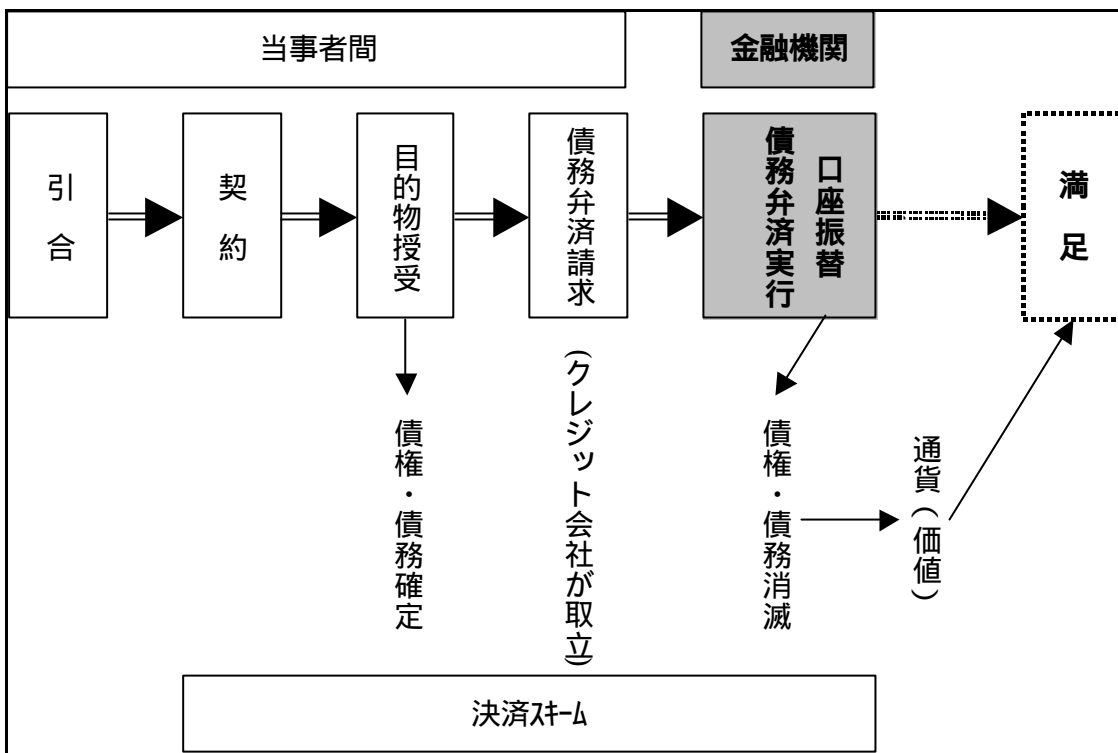 当事者間
金融機関
引合
契約
目的物授受
債務弁済請求
口座振替
債務弁済実行
満足
債権・債務確定
(クレジット会社が取立)
債権・債務消滅
通貨(価値)
決済ｽｷｰﾑ